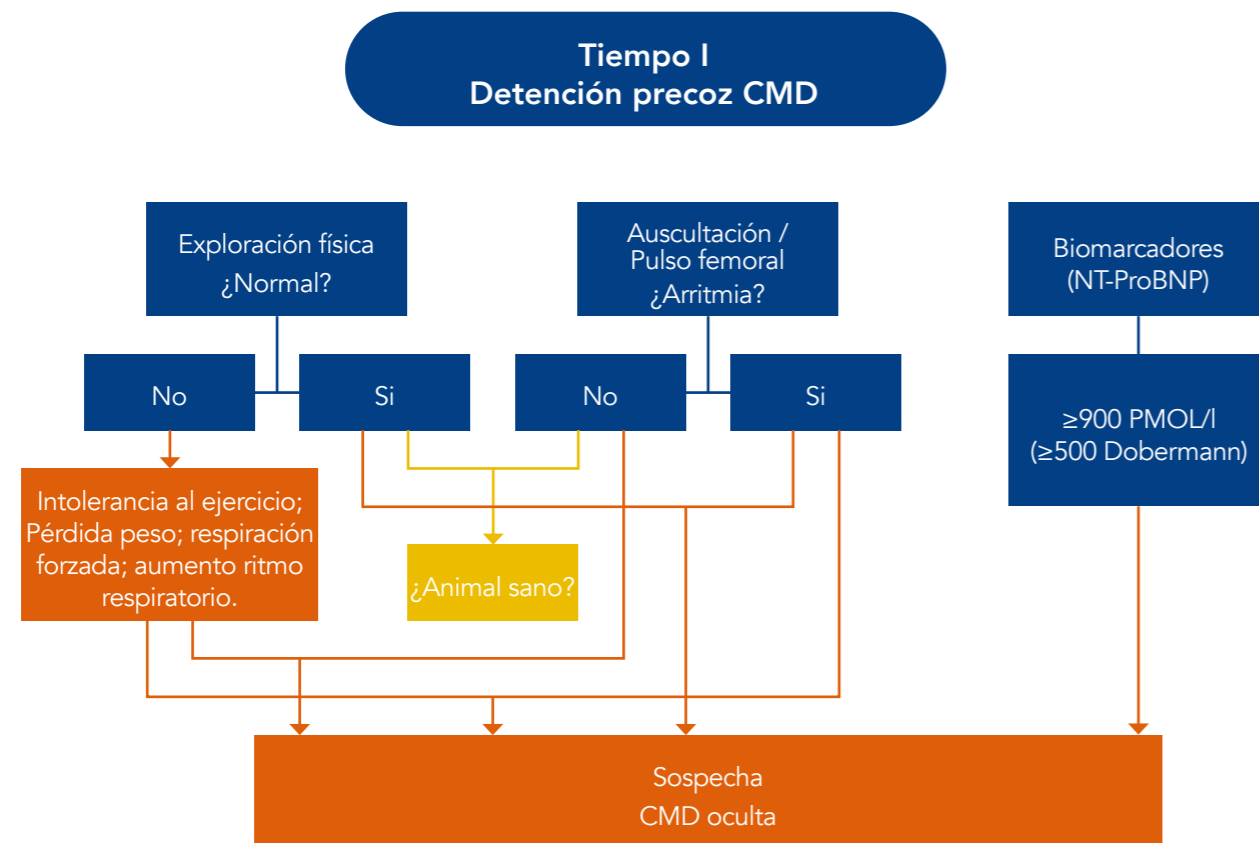 Tiempo I
Detención precoz CMD
Exploración física
¿Normal?
Auscultación /
Pulso femoral
¿Arritmia?
Biomarcadores
(NT-ProBNP)
No
Si
No
Si
≥900 PMOL/l
(≥500 Dobermann)
Intolerancia al ejercicio;
Pérdida peso; respiración
forzada; aumento ritmo
respiratorio.
¿Animal sano?
Sospecha
CMD oculta